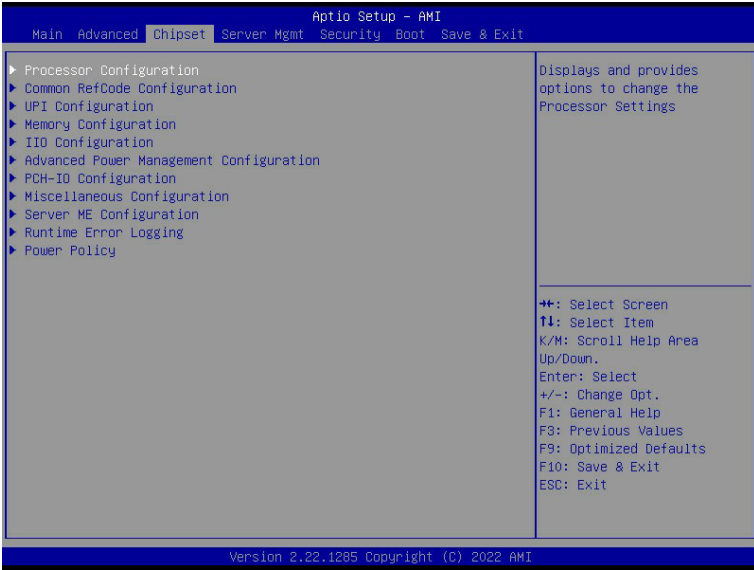 Aptio Setup - AMI
Main Advanced Chipset Server Mgmt Security Boot Save & Exit
▶ Processor Configuration
▶ Common RefCode Configuration
▶ UPI Configuration
▶ Memory Configuration
▶ IIO Configuration
▶ Advanced Power Management Configuration
▶ PCH-IO Configuration
▶ Miscellaneous Configuration
▶ Server ME Configuration
▶ Runtime Error Logging
▶ Power Policy
Displays and provides
options to change the
Processor Settings
→←: Select Screen
↑↓: Select Item
K/M: Scroll Help Area
Up/Down.
Enter: Select
+/-: Change Opt.
F1: General Help
F3: Previous Values
F9: Optimized Defaults
F10: Save & Exit
ESC: Exit
Version 2.22.1285 Copyright (C) 2022 AMI